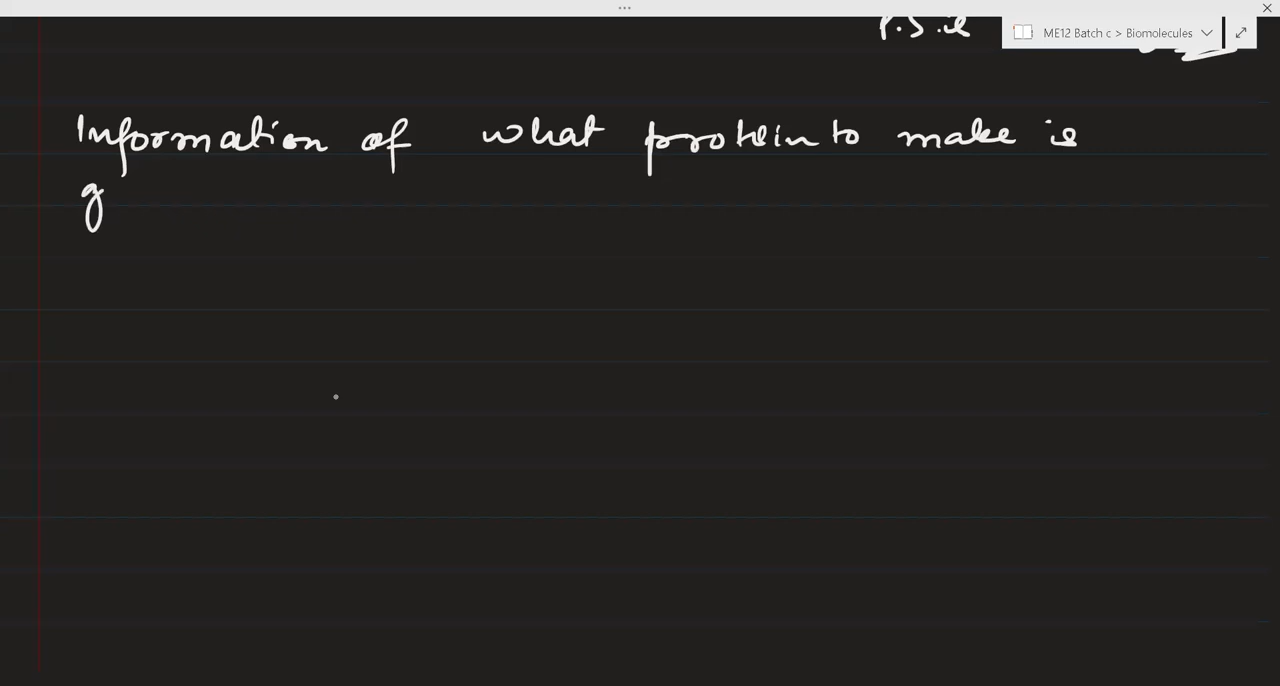 ME12 Batch c > Biomolecules
Information of what protein to make is
g